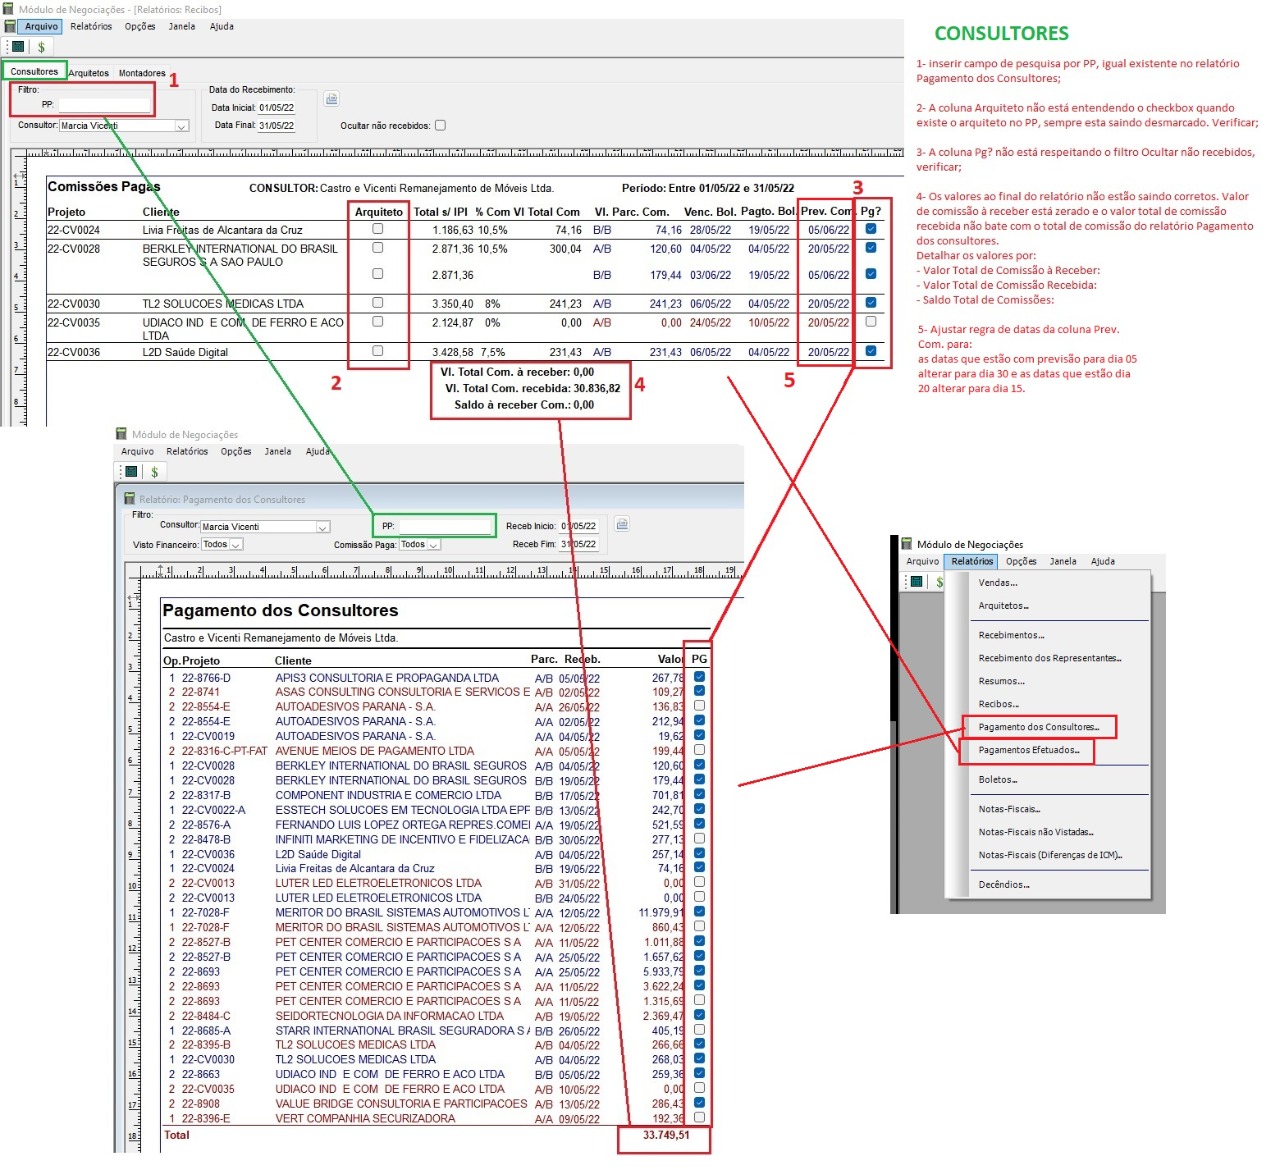 Módulo de Negociações - [Relatórios: Recibos]
Arquivo Relatórios Opções Janela Ajuda
Consultores Arquitetos Montadores 1
Filtro: Data do Recebimento:
PP: Data Inicial: 01/05/22
Consultor: Marcia Vicenti Data Final: 31/05/22 Ocultar não recebidos:
Comissões Pagas CONSULTOR: Castro e Vicenti Remanejamento de Móveis Ltda. Período: Entre 01/05/22 e 31/05/22 3
Projeto Cliente Arquiteto Total s/ IPI % Com Vl Total Com Vl. Parc. Com. Venc. Bol. Pagto. Bol. Prev. Com. Pg?
22-CV0024 Livia Freitas de Alcantara da Cruz 1.186,63 10,5% 74,16 B/B 74,16 28/05/22 19/05/22 05/06/22
22-CV0028 BERKLEY INTERNATIONAL DO BRASIL 2.871,36 10,5% 300,04 A/B 120,60 04/05/22 04/05/22 20/05/22
SEGUROS S A SAO PAULO
2.871,36 B/B 179,44 03/06/22 19/05/22 05/06/22
22-CV0030 TL2 SOLUCOES MEDICAS LTDA 3.350,40 8% 241,23 A/B 241,23 06/05/22 04/05/22 20/05/22
22-CV0035 UDIACO IND E COM DE FERRO E ACO 2.124,87 0% 0,00 A/B 0,00 24/05/22 10/05/22 20/05/22
LTDA
22-CV0036 L2D Saúde Digital 3.428,58 7,5% 231,43 A/B 231,43 06/05/22 04/05/22 20/05/22
2
Vl. Total Com. à receber: 0,00
Vl. Total Com. recebida: 30.836,82
Saldo à receber Com.: 0,00
4
5
CONSULTORES
1- inserir campo de pesquisa por PP, igual existente no relatório
Pagamento dos Consultores;
2- A coluna Arquiteto não está entendendo o checkbox quando
existe o arquiteto no PP, sempre esta saindo desmarcado. Verificar;
3- A coluna Pg? não está respeitando o filtro Ocultar não recebidos,
verificar;
4- Os valores ao final do relatório não estão saindo corretos. Valor
de comissão à receber está zerado e o valor total de comissão
recebida não bate com o total de comissão do relatório Pagamento
dos consultores.
Detalhar os valores por:
- Valor Total de Comissão à Receber:
- Valor Total de Comissão Recebida:
- Saldo Total de Comissões:
5- Ajustar regra de datas da coluna Prev.
Com. para:
as datas que estão com previsão para dia 05
alterar para dia 30 e as datas que estão dia
20 alterar para dia 15.
Módulo de Negociações
Arquivo Relatórios Opções Janela Ajuda
Relatório: Pagamento dos Consultores
Filtro:
Consultor: Marcia Vicenti PP: Receb Inicio: 01/05/22
Visto Financeiro: Todos Comissão Paga: Todos Receb Fim: 31/05/22
Pagamento dos Consultores
Castro e Vicenti Remanejamento de Móveis Ltda.
Op. Projeto Cliente Parc. Receb. Valor PG
1 22-8766-D APIS3 CONSULTORIA E PROPAGANDA LTDA A/B 05/05/22 267,78
2 22-8741 ASAS CONSULTING CONSULTORIA E SERVICOS E A/B 02/05/22 109,27
2 22-8554-E AUTOADESIVOS PARANA - S.A. A/A 26/05/22 136,83
1 22-8554-E AUTOADESIVOS PARANA - S.A. A/A 02/05/22 212,94
1 22-CV0019 AUTOADESIVOS PARANA - S.A. A/A 04/05/22 19,62
2 22-8316-C-PT-FAT AVENUE MEIOS DE PAGAMENTO LTDA A/A 05/05/22 199,44
1 22-CV0028 BERKLEY INTERNATIONAL DO BRASIL SEGUROS A/B 04/05/22 120,60
2 22-CV0028 BERKLEY INTERNATIONAL DO BRASIL SEGUROS B/B 19/05/22 179,44
2 22-8317-B COMPONENT INDUSTRIA E COMERCIO LTDA B/B 17/05/22 701,81
1 22-CV0022-A ESSTECH SOLUCOES EM TECNOLOGIA LTDA EPP B/B 13/05/22 242,70
2 22-8576-A FERNANDO LUIS LOPEZ ORTEGA REPRES.COME A/A 19/05/22 521,59
2 22-8478-B INFINITI MARKETING DE INCENTIVO E FIDELIZACA B/B 30/05/22 277,13
1 22-CV0036 L2D Saúde Digital A/B 04/05/22 257,14
1 22-CV0024 Livia Freitas de Alcantara da Cruz B/B 19/05/22 74,16
2 22-CV0013 LUTER LED ELETROELETRONICOS LTDA A/B 31/05/22 0,00
2 22-CV0013 LUTER LED ELETROELETRONICOS LTDA B/B 24/05/22 0,00
1 22-7028-F MERITOR DO BRASIL SISTEMAS AUTOMOTIVOS L A/A 12/05/22 11.979,91
2 22-7028-F MERITOR DO BRASIL SISTEMAS AUTOMOTIVOS L A/B 12/05/22 860,43
2 22-8527-B PET CENTER COMERCIO E PARTICIPACOES S A A/A 11/05/22 1.011,88
2 22-8527-B PET CENTER COMERCIO E PARTICIPACOES S A A/A 25/05/22 1.657,62
2 22-8693 PET CENTER COMERCIO E PARTICIPACOES S A A/A 25/05/22 5.933,79
2 22-8693 PET CENTER COMERCIO E PARTICIPACOES S A A/A 11/05/22 3.622,24
2 22-8693 PET CENTER COMERCIO E PARTICIPACOES S A A/A 11/05/22 1.315,69
2 22-8484-C SEIDORTECNOLOGIA DA INFORMACAO LTDA A/B 19/05/22 2.369,47
1 22-8685-A STARR INTERNATIONAL BRASIL SEGURADORA S A B/B 26/05/22 405,19
2 22-8395-B TL2 SOLUCOES MEDICAS LTDA A/B 04/05/22 266,66
1 22-CV0030 TL2 SOLUCOES MEDICAS LTDA A/B 04/05/22 268,03
2 22-8663 UDIACO IND E COM DE FERRO E ACO LTDA B/B 05/05/22 259,36
2 22-CV0035 UDIACO IND E COM DE FERRO E ACO LTDA A/B 10/05/22 0,00
2 22-8908 VALUE BRIDGE CONSULTORIA E PARTICIPACOES A/B 13/05/22 286,43
1 22-8396-E VERT COMPANHIA SECURIZADORA A/A 09/05/22 192,36
Total 33.749,51
Módulo de Negociações
Arquivo Relatórios Opções Janela Ajuda
Vendas...
Arquitetos...
Recebimentos...
Recebimento dos Representantes...
Resumos...
Recibos...
Pagamento dos Consultores...
Pagamentos Efetuados...
Boletos...
Notas-Fiscais...
Notas-Fiscais não Vistadas...
Notas-Fiscais (Diferenças de ICM)...
Decêndios...